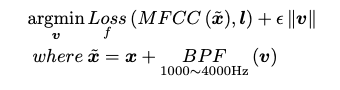 argmin Loss (MFCC (x̃), l) + ϵ ‖v‖
v f
where x̃ = x + BPF (v)
1000∼4000Hz